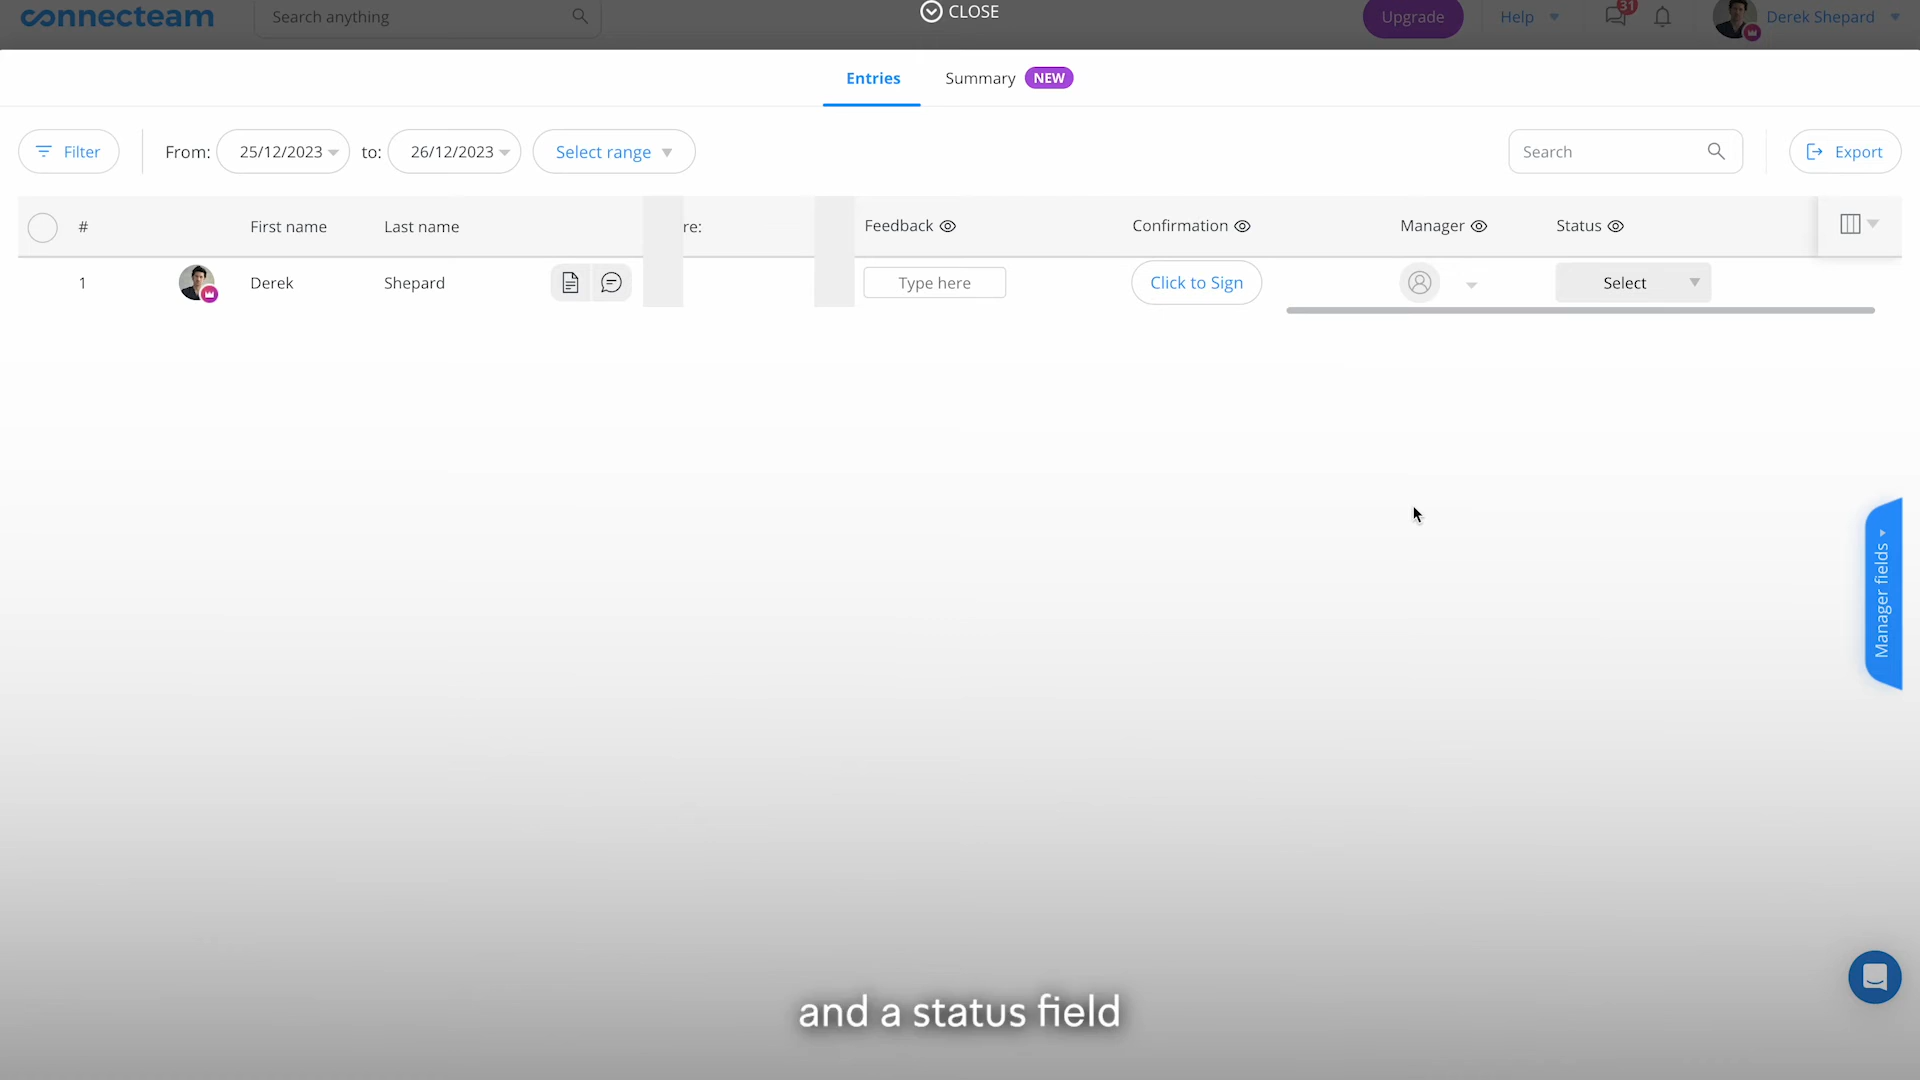 connecteam
Search anything
CLOSE
Upgrade
Help
31
Derek Shepard
Entries
Summary NEW
Filter
From: 25/12/2023 to: 26/12/2023 Select range
Search
Export
# First name Last name re: Feedback Confirmation Manager Status
1 Derek Shepard Type here Click to Sign Select
Manager fields
and a status field